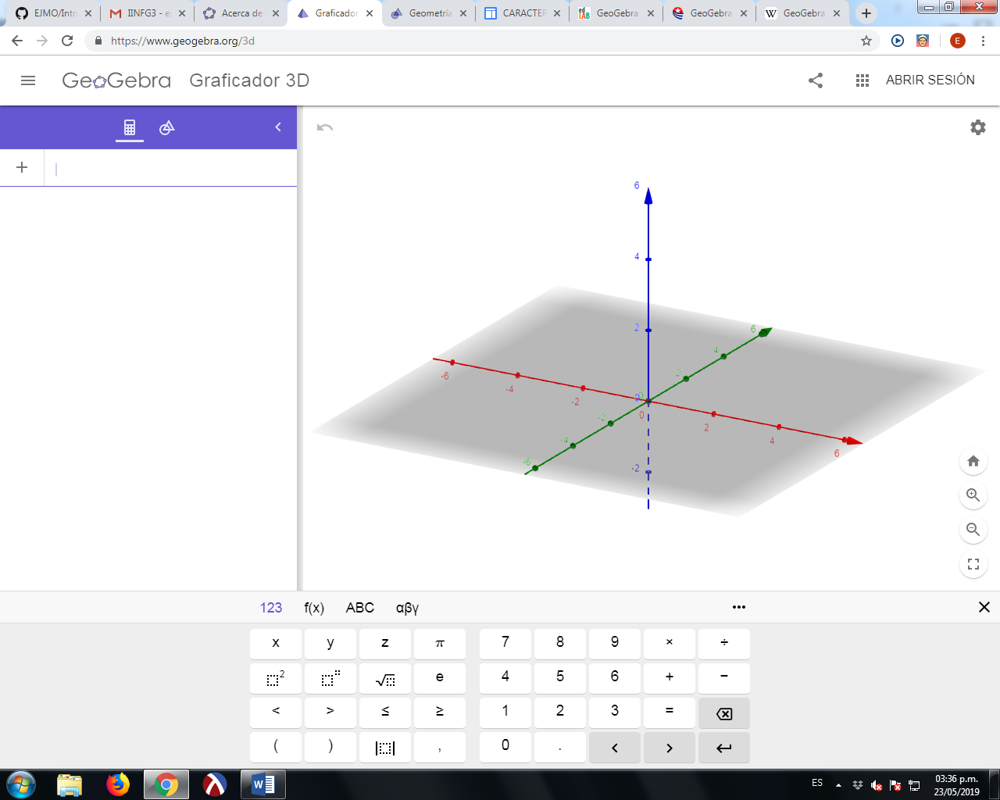 EJMO/Intr
IINFG3 - e
Acerca de
Graficador
Geometría
CARACTER
GeoGebra
GeoGebra
GeoGebra
https://www.geogebra.org/3d
E
GeoGebra Graficador 3D
ABRIR SESIÓN
6
4
2
0
-2
-6
-4
-2
0
2
4
6
6
4
2
0
-2
-4
-6
123 f(x) ABC αβγ ...
x y z π 7 8 9 × ÷
2 √ e 4 5 6 + −
< > ≤ ≥ 1 2 3 =
( ) | | , 0 . < >
ES
03:36 p.m.
23/05/2019